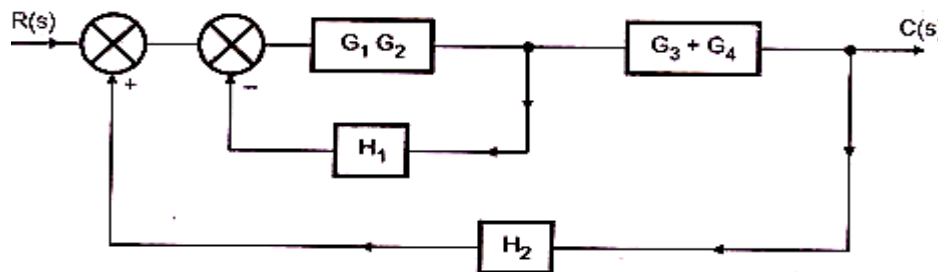 R(s)
G₁ G₂
G₃ + G₄
C(s)
+
−
H₁
H₂